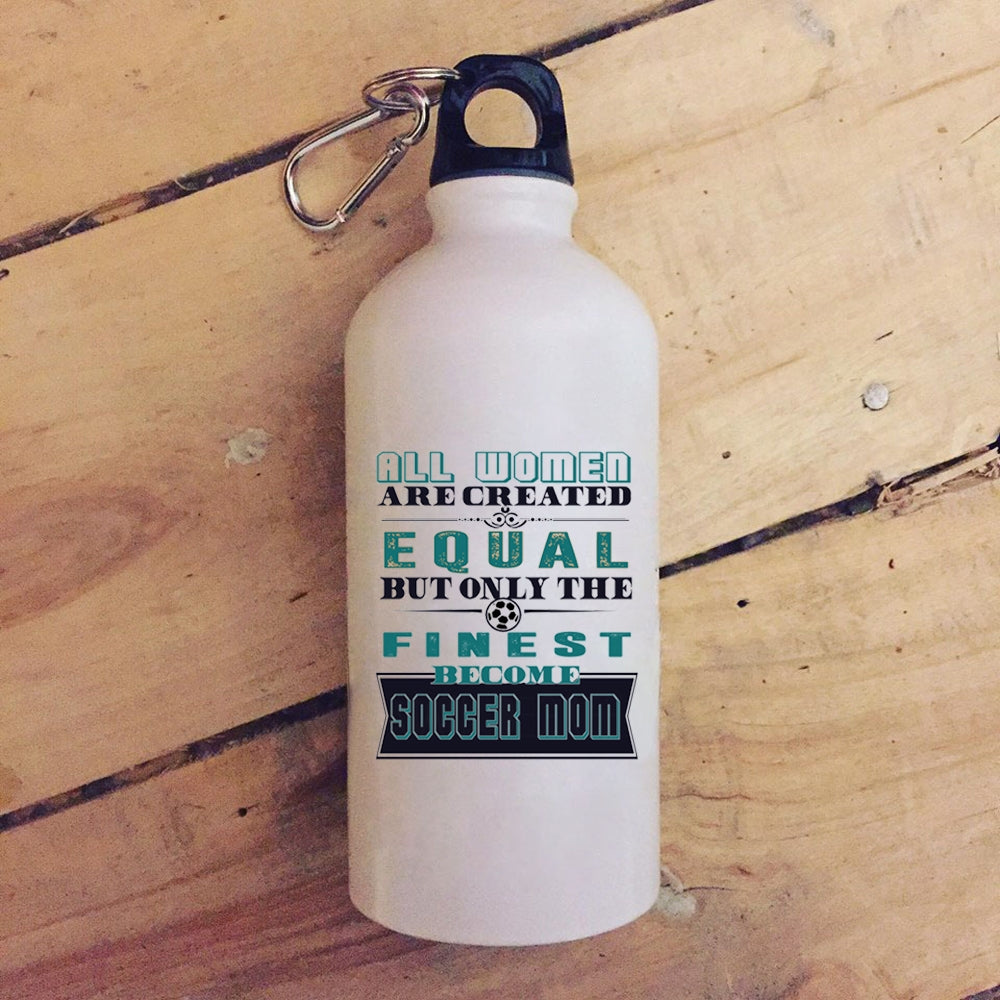 ALL WOMEN
ARE CREATED
EQUAL
BUT ONLY THE
FINEST
BECOME
SOCCER MOM